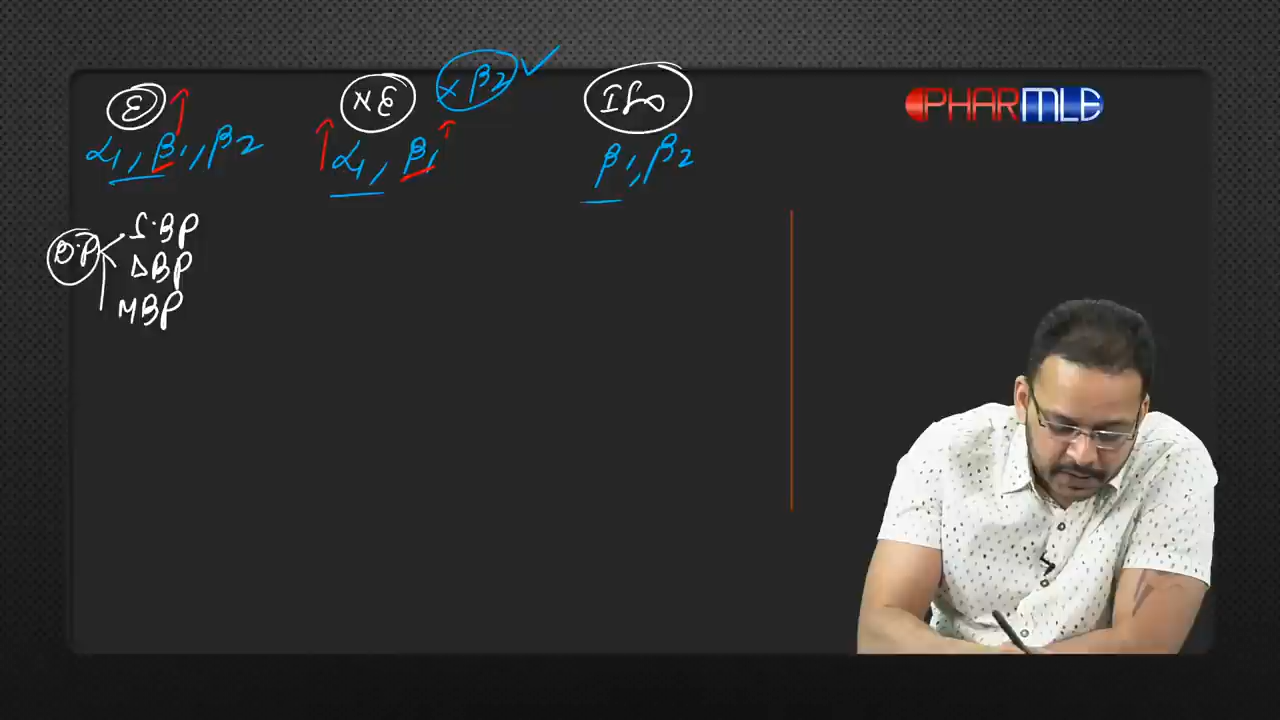 E NE x β2 ✓ Iso
PHARMLE
α1, β1, β2 α1, β1 β1, β2
B.P S.BP
DBP
MBP